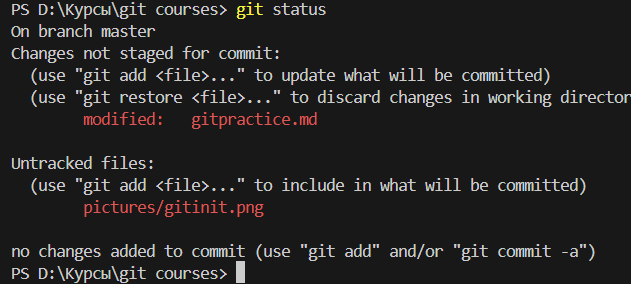 PS D:\Курсы\git courses> git status
On branch master
Changes not staged for commit:
  (use "git add <file>..." to update what will be committed)
  (use "git restore <file>..." to discard changes in working director
        modified:   gitpractice.md

Untracked files:
  (use "git add <file>..." to include in what will be committed)
        pictures/gitinit.png

no changes added to commit (use "git add" and/or "git commit -a")
PS D:\Курсы\git courses>